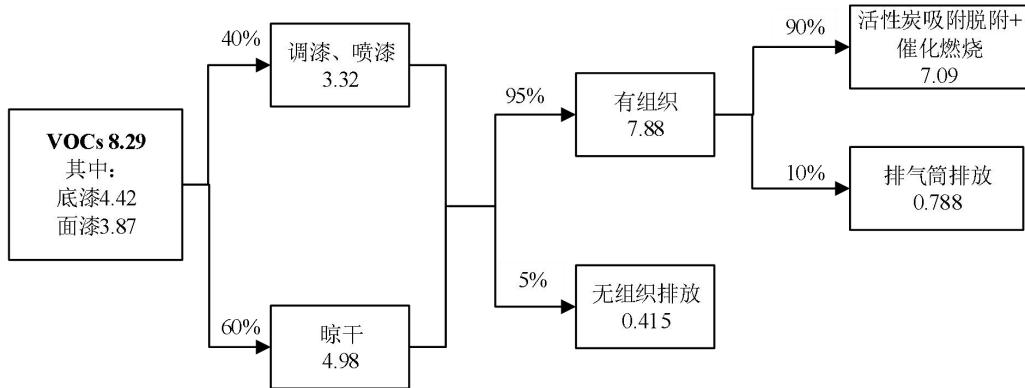 VOCs 8.29
其中：
底漆4.42
面漆3.87
40%
调漆、喷漆
3.32
60%
晾干
4.98
95%
有组织
7.88
5%
无组织排放
0.415
90%
活性炭吸附脱附+
催化燃烧
7.09
10%
排气筒排放
0.788